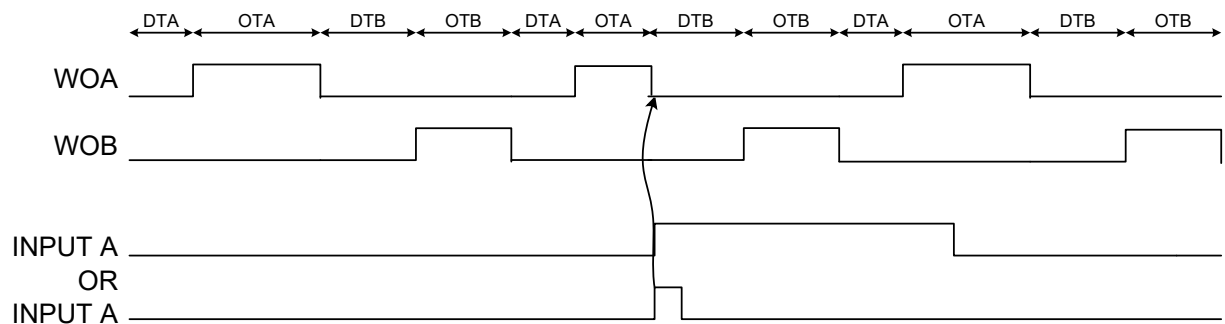 DTA OTA DTB OTB DTA OTA DTB OTB DTA OTA DTB OTB
WOA
WOB
INPUT A
OR
INPUT A